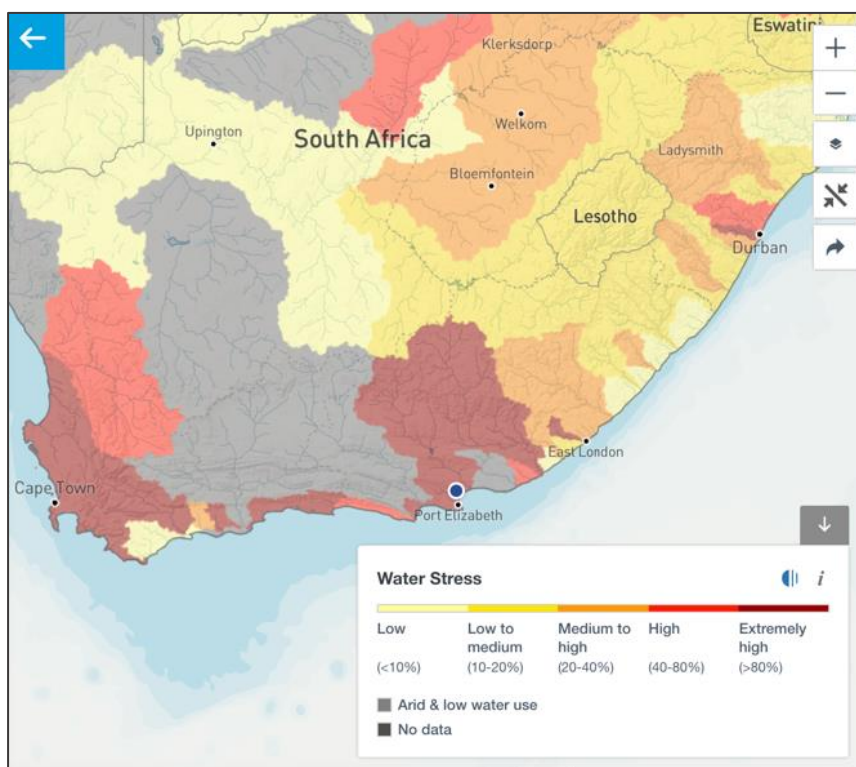 Eswatini
Klerksdorp
Upington
South Africa
Welkom
Ladysmith
Bloemfontein
Lesotho
Durban
East London
Cape Town
Port Elizabeth
Water Stress
i
Low
(<10%)
Low to
medium
(10-20%)
Medium to
high
(20-40%)
High
(40-80%)
Extremely
high
(>80%)
Arid & low water use
No data